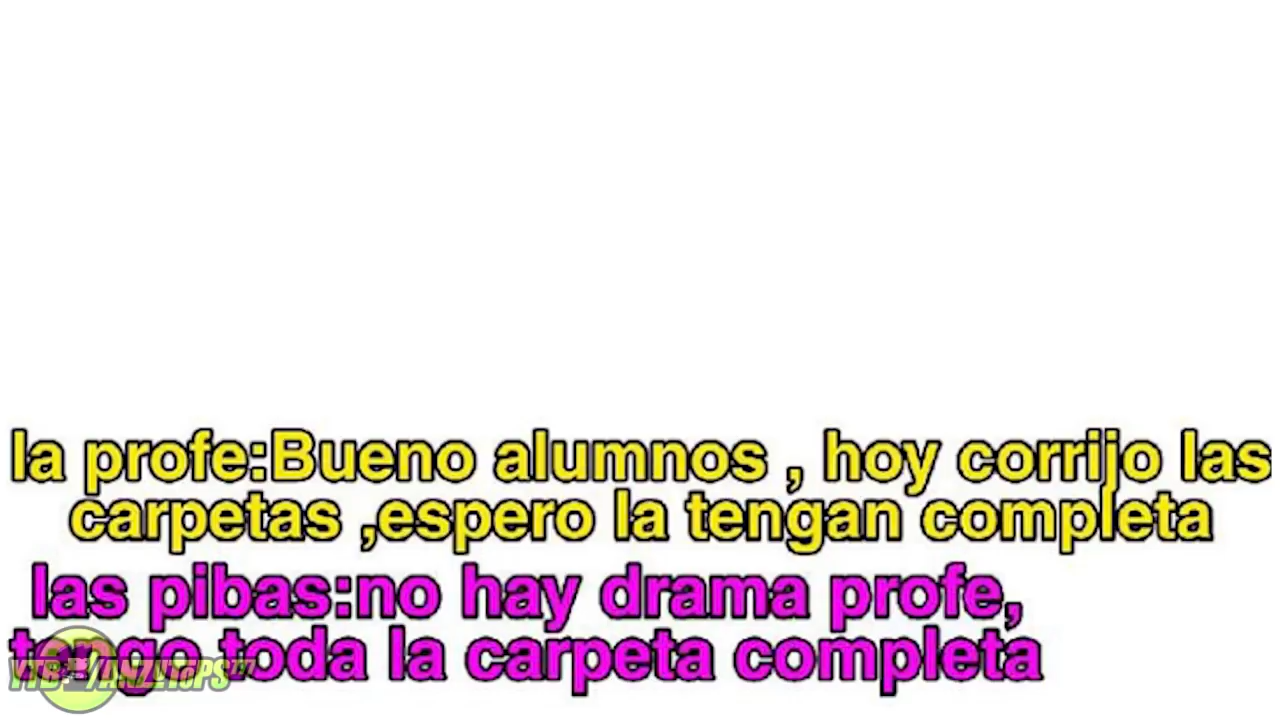 la profe:Bueno alumnos , hoy corrijo las
carpetas ,espero la tengan completa
las pibas:no hay drama profe,
tengo toda la carpeta completa